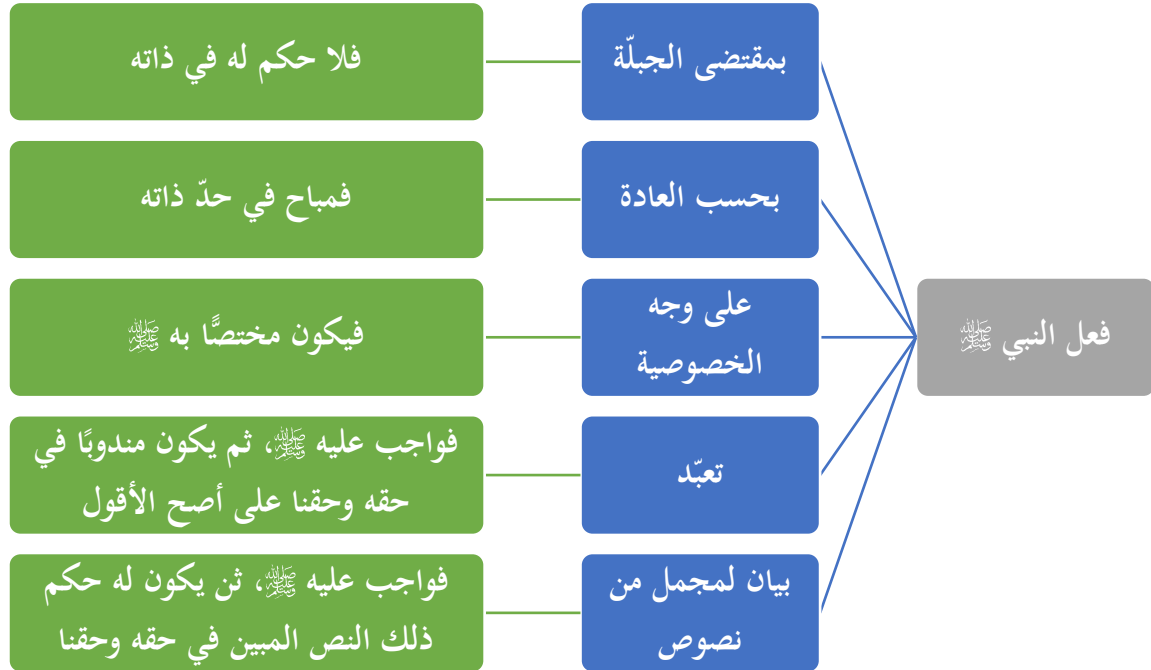 فعل النبي ﷺ
بمقتضى الجبلّة
فلا حكم له في ذاته
بحسب العادة
فمباح في حدّ ذاته
على وجه
الخصوصية
فيكون مختصًّا به ﷺ
تعبّد
فواجب عليه ﷺ، ثم يكون مندوبًا في
حقه وحقنا على أصح الأقول
بيان لمجمل من
نصوص
فواجب عليه ﷺ، ثن يكون له حكم
ذلك النص المبين في حقه وحقنا